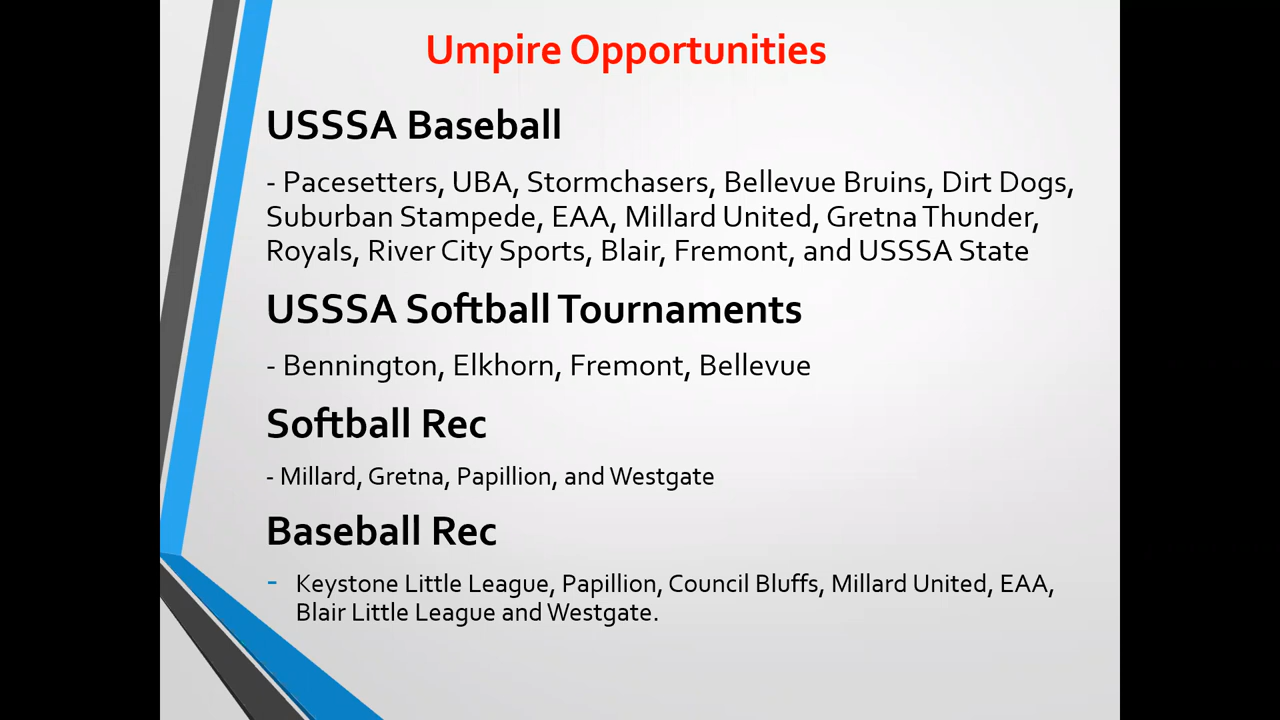 Umpire Opportunities
USSSA Baseball
- Pacesetters, UBA, Stormchasers, Bellevue Bruins, Dirt Dogs,
Suburban Stampede, EAA, Millard United, Gretna Thunder,
Royals, River City Sports, Blair, Fremont, and USSSA State
USSSA Softball Tournaments
- Bennington, Elkhorn, Fremont, Bellevue
Softball Rec
- Millard, Gretna, Papillion, and Westgate
Baseball Rec
- Keystone Little League, Papillion, Council Bluffs, Millard United, EAA,
Blair Little League and Westgate.